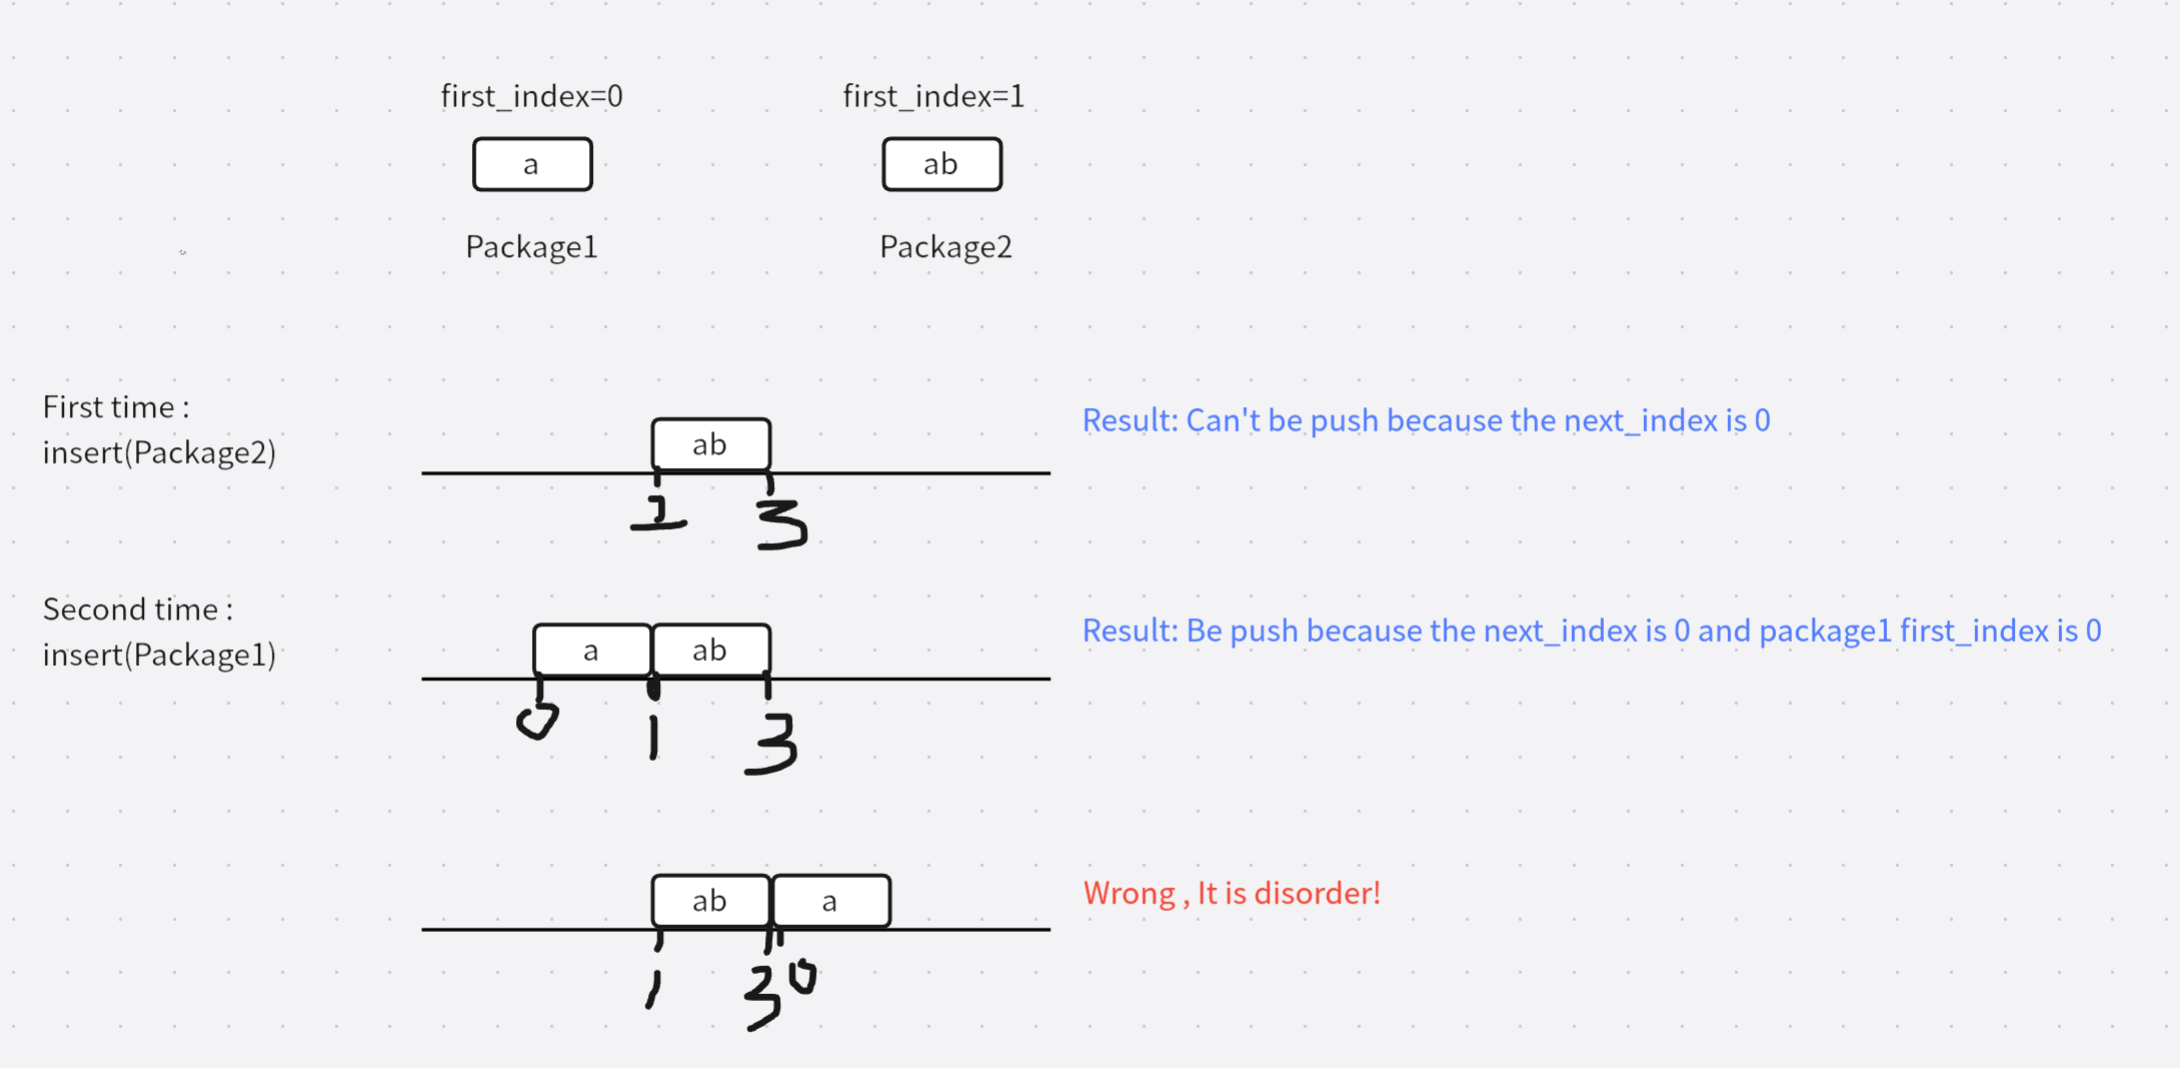 first_index=0
first_index=1
a
ab
Package1
Package2
First time :
insert(Package2)
ab
Result: Can't be push because the next_index is 0
3
Second time :
insert(Package1)
a
ab
Result: Be push because the next_index is 0 and package1 first_index is 0
0
1
3
ab
a
Wrong , It is disorder!
1
3
0